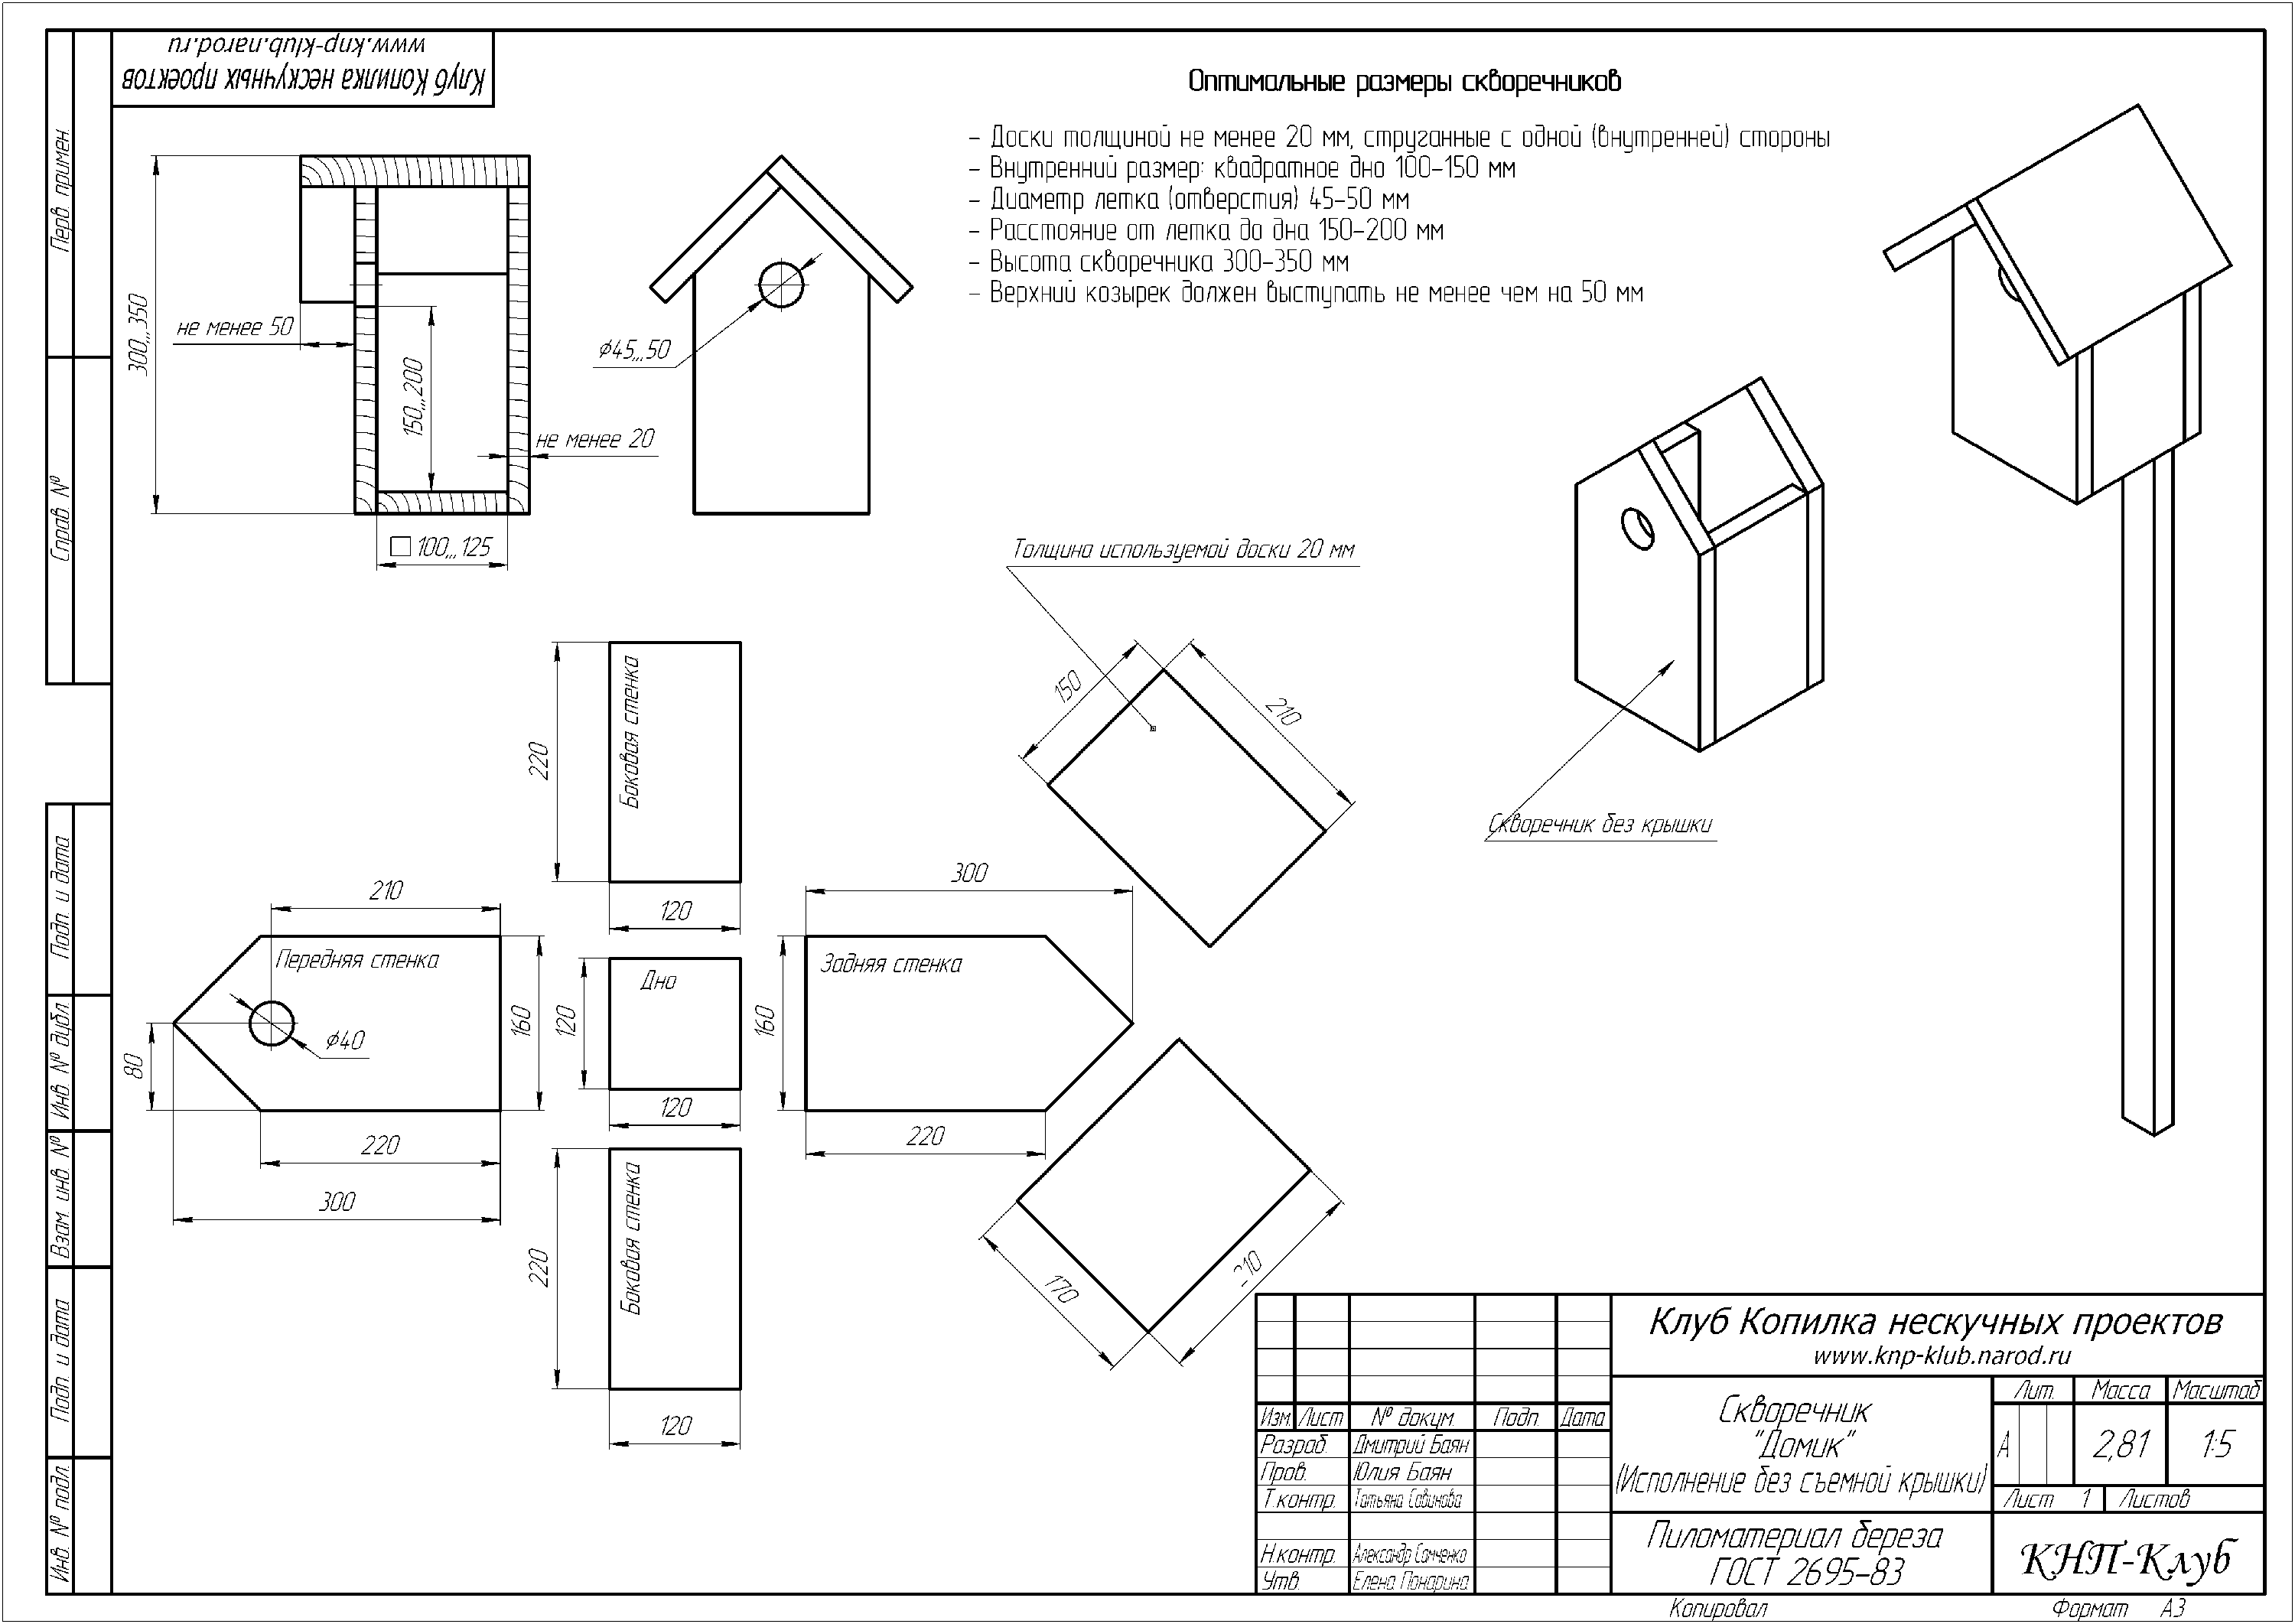 Клуб Копилка нескучных проектов
www.knp-klub.narod.ru
Перв. примен.
Справ. №
Подп. и дата
Инв. № дубл.
Взам. инв. №
Подп. и дата
Инв. № подл.
Оптимальные размеры скворечников
- Доски толщиной не менее 20 мм, струганные с одной (внутренней) стороны
- Внутренний размер: квадратное дно 100-150 мм
- Диаметр летка (отверстия) 45-50 мм
- Расстояние от летка до дна 150-200 мм
- Высота скворечника 300-350 мм
- Верхний козырек должен выступать не менее чем на 50 мм
300...350
не менее 50
150...200
не менее 20
□ 100...125
⌀45...50
Толщина используемой доски 20 мм
Скворечник без крышки
Боковая стенка
220
120
150
210
210
Передняя стенка
⌀40
80
160
220
300
Дно
120
120
300
Задняя стенка
160
220
Боковая стенка
220
120
170
210
Клуб Копилка нескучных проектов
www.knp-klub.narod.ru
Изм. Лист № докум. Подп. Дата
Разраб. Дмитрий Баян
Пров. Юлия Баян
Т.контр. Татьяна Савинова
Н.контр. Александр Самченко
Утв. Елена Понарина
Скворечник
"Домик"
(Исполнение без съемной крышки)
Лит. Масса Масштаб
А 2,81 1:5
Лист 1 Листов
Пиломатериал береза
ГОСТ 2695-83
КНП-Клуб
Копировал Формат А3